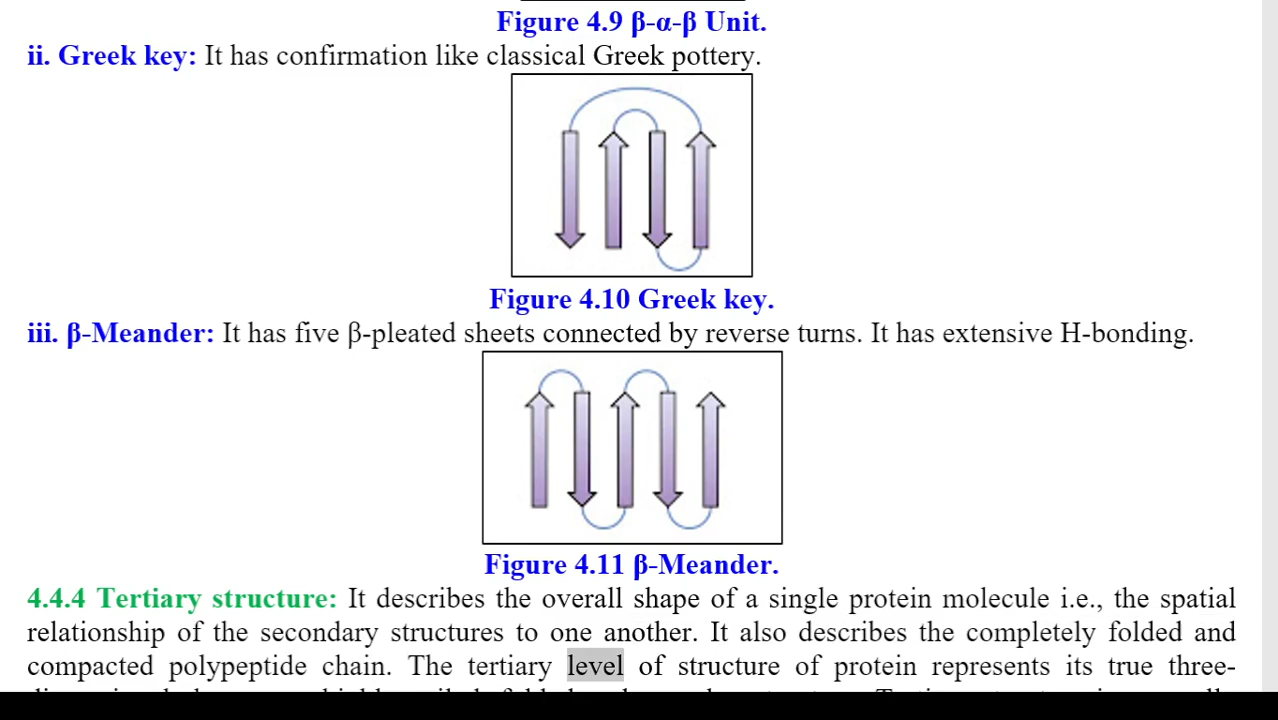 Figure 4.9 β-α-β Unit.
ii. Greek key: It has confirmation like classical Greek pottery.
Figure 4.10 Greek key.
iii. β-Meander: It has five β-pleated sheets connected by reverse turns. It has extensive H-bonding.
Figure 4.11 β-Meander.
4.4.4 Tertiary structure: It describes the overall shape of a single protein molecule i.e., the spatial
relationship of the secondary structures to one another. It also describes the completely folded and
compacted polypeptide chain. The tertiary level of structure of protein represents its true three-